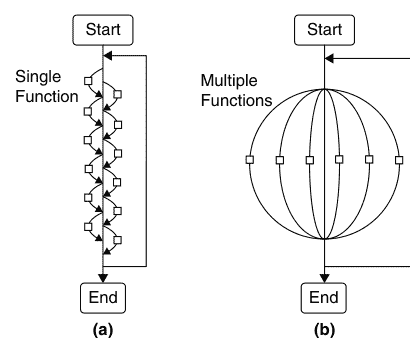 Start
Single
Function
End
(a)
Start
Multiple
Functions
End
(b)